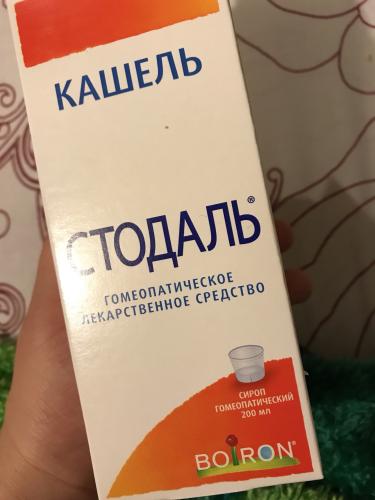 КАШЕЛЬ
СТОДАЛЬ®
ГОМЕОПАТИЧЕСКОЕ
ЛЕКАРСТВЕННОЕ СРЕДСТВО
СИРОП
ГОМЕОПАТИЧЕСКИЙ
200 мл
BOIRON®